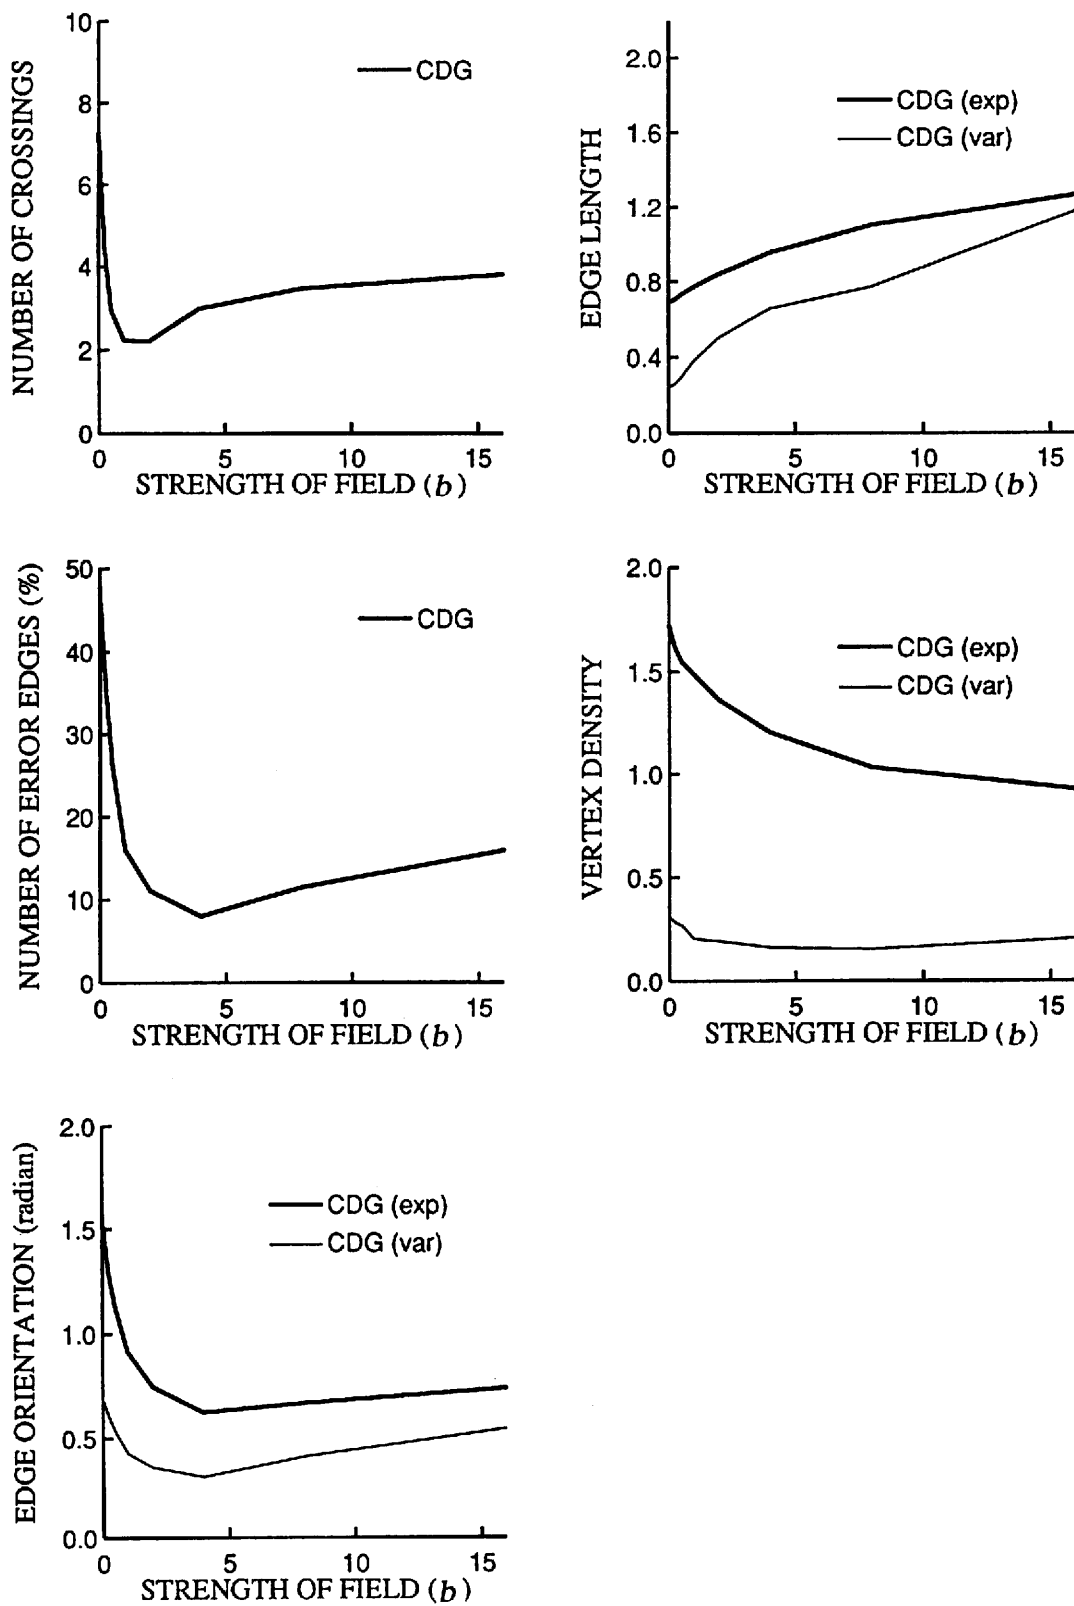 NUMBER OF CROSSINGS
10
8
6
4
2
0
CDG
0 5 10 15
STRENGTH OF FIELD (b)
EDGE LENGTH
2.0
1.6
1.2
0.8
0.4
0.0
CDG (exp)
CDG (var)
0 5 10 15
STRENGTH OF FIELD (b)
NUMBER OF ERROR EDGES (%)
50
40
30
20
10
0
CDG
0 5 10 15
STRENGTH OF FIELD (b)
VERTEX DENSITY
2.0
1.5
1.0
0.5
0.0
CDG (exp)
CDG (var)
0 5 10 15
STRENGTH OF FIELD (b)
EDGE ORIENTATION (radian)
2.0
1.5
1.0
0.5
0.0
CDG (exp)
CDG (var)
0 5 10 15
STRENGTH OF FIELD (b)